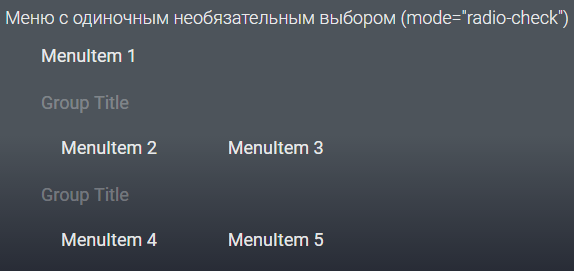 Меню с одиночным необязательным выбором (mode="radio-check")
MenuItem 1
Group Title
MenuItem 2 MenuItem 3
Group Title
MenuItem 4 MenuItem 5